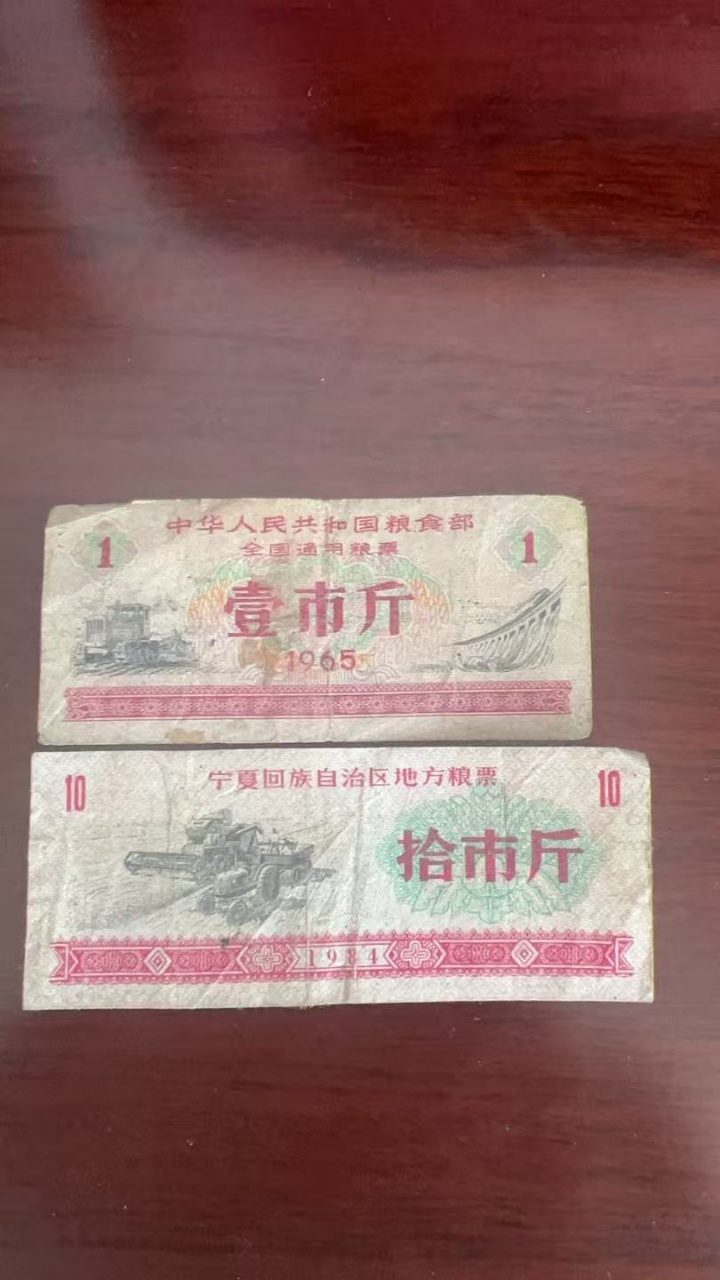 中华人民共和国粮食部
全国通用粮票
1
1
壹市斤
1965
宁夏回族自治区地方粮票
10
10
拾市斤
1984